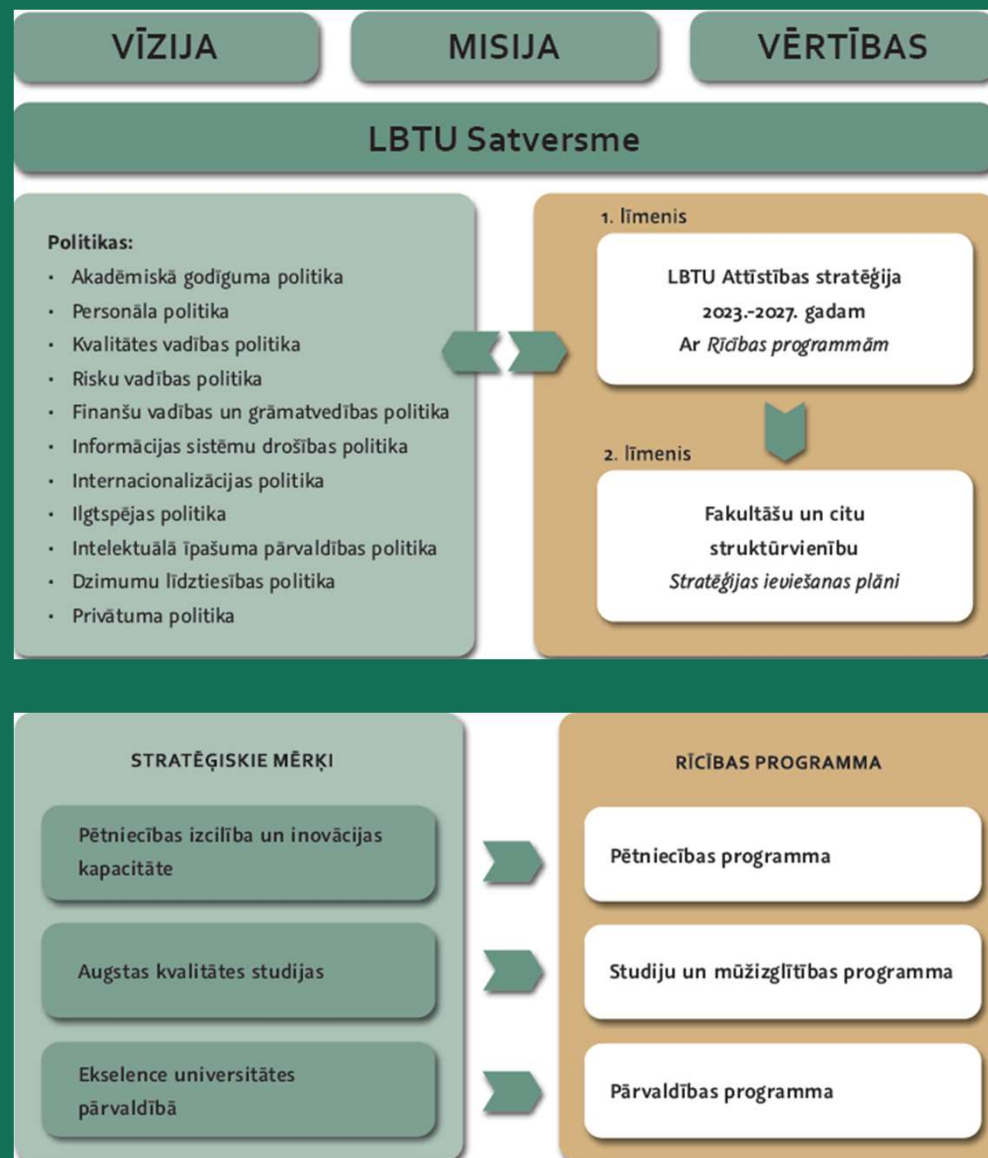 VĪZIJA
MISIJA
VĒRTĪBAS
LBTU Satversme
Politikas:
• Akadēmiskā godīguma politika
• Personāla politika
• Kvalitātes vadības politika
• Risku vadības politika
• Finanšu vadības un grāmatvedības politika
• Informācijas sistēmu drošības politika
• Internacionalizācijas politika
• Ilgtspējas politika
• Intelektuālā īpašuma pārvaldības politika
• Dzimumu līdztiesības politika
• Privātuma politika
1. līmenis
LBTU Attīstības stratēģija
2023.-2027. gadam
Ar Rīcības programmām
2. līmenis
Fakultāšu un citu
struktūrvienību
Stratēģijas ieviešanas plāni
STRATĒĢISKIE MĒRĶI
Pētniecības izcilība un inovācijas
kapacitāte
Augstas kvalitātes studijas
Ekselence universitātes
pārvaldībā
RĪCĪBAS PROGRAMMA
Pētniecības programma
Studiju un mūžizglītības programma
Pārvaldības programma